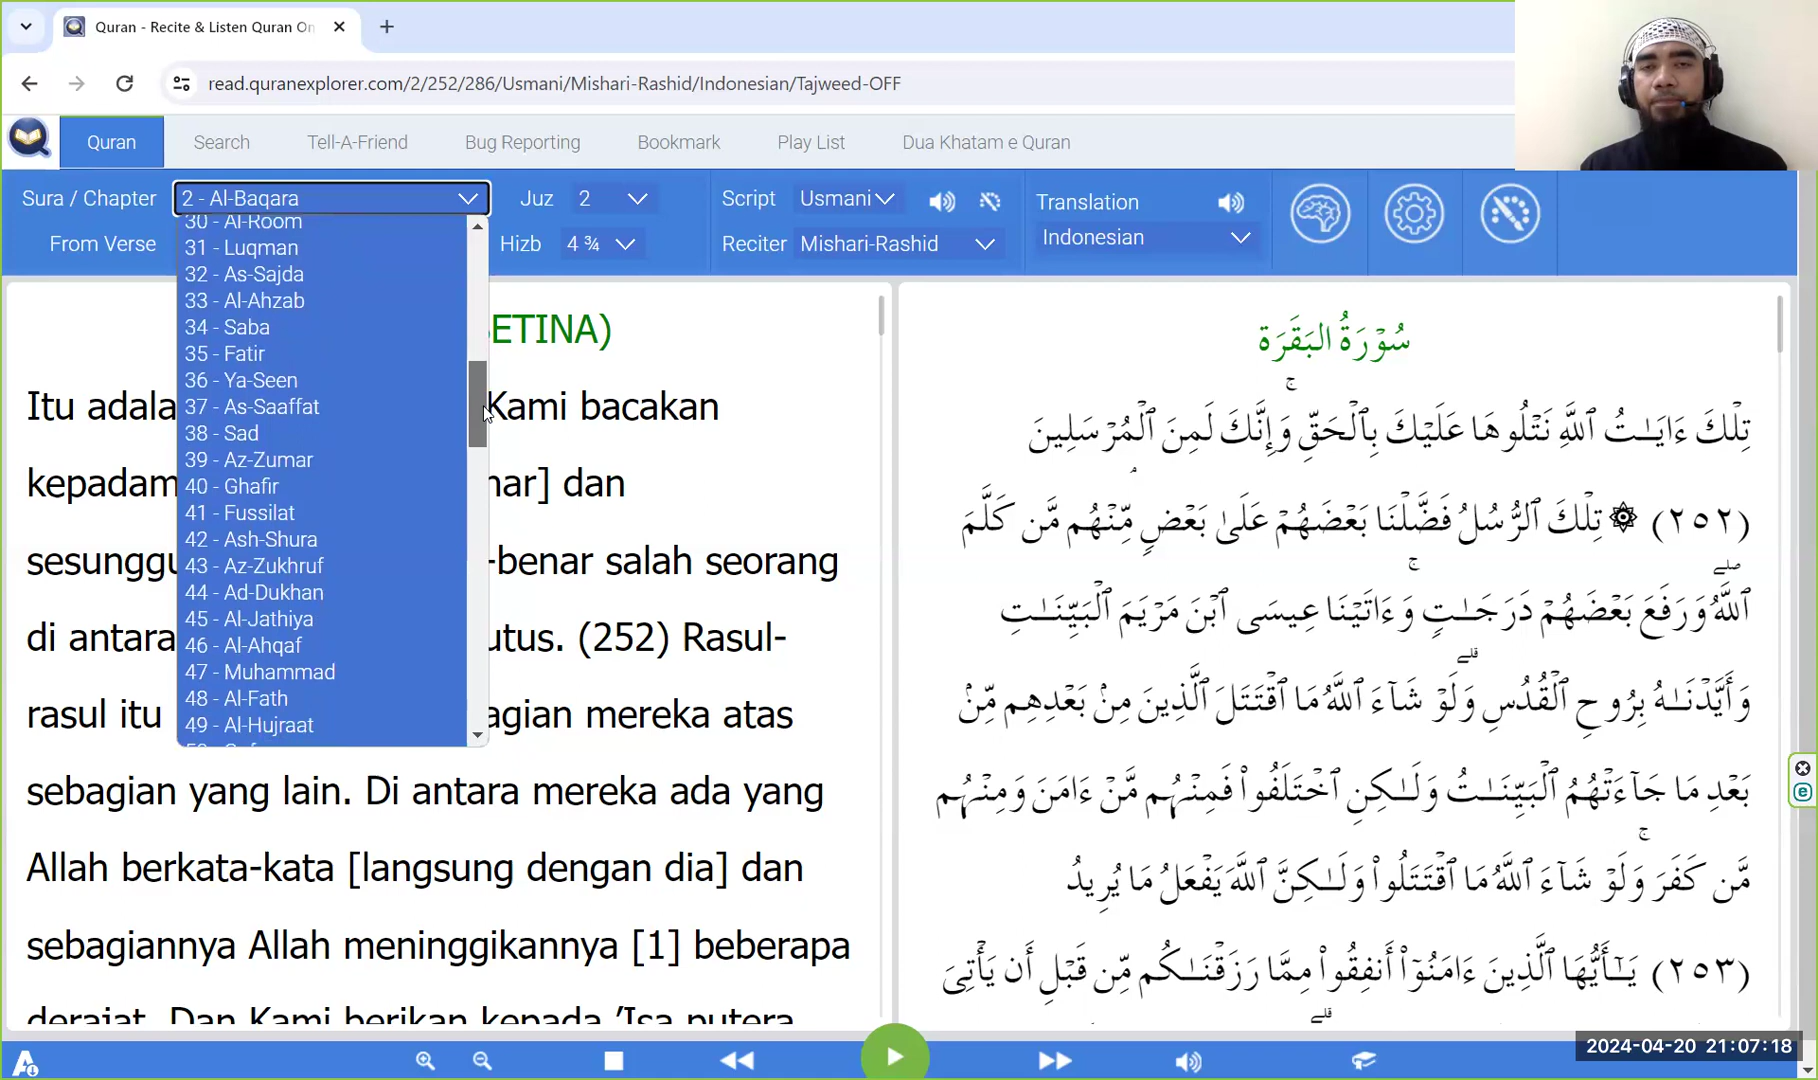 Quran - Recite & Listen Quran On
read.quranexplorer.com/2/252/286/Usmani/Mishari-Rashid/Indonesian/Tajweed-OFF
Quran
Search
Tell-A-Friend
Bug Reporting
Bookmark
Play List
Dua Khatam e Quran
Sura / Chapter
2 - Al-Baqara
Juz
2
Script
Usmani
Translation
From Verse
Hizb
4 ¾
Reciter
Mishari-Rashid
Indonesian
30 - Al-Room
31 - Luqman
32 - As-Sajda
33 - Al-Ahzab
34 - Saba
35 - Fatir
36 - Ya-Seen
37 - As-Saaffat
38 - Sad
39 - Az-Zumar
40 - Ghafir
41 - Fussilat
42 - Ash-Shura
43 - Az-Zukhruf
44 - Ad-Dukhan
45 - Al-Jathiya
46 - Al-Ahqaf
47 - Muhammad
48 - Al-Fath
49 - Al-Hujraat
ETINA)
Itu adala Kami bacakan
kepadam nar] dan
sesunggu -benar salah seorang
di antara utus. (252) Rasul-
rasul itu agian mereka atas
sebagian yang lain. Di antara mereka ada yang
Allah berkata-kata [langsung dengan dia] dan
sebagiannya Allah meninggikannya [1] beberapa
derajat. Dan Kami berikan kepada 'Isa putera
سُوْرَةُ البَقَرَة
تِلْكَ ءَايَـٰتُ ٱللَّهِ نَتْلُوهَا عَلَيْكَ بِٱلْحَقِّ ۚ وَإِنَّكَ لَمِنَ ٱلْمُرْسَلِينَ
(٢٥٢) ۞ تِلْكَ ٱلرُّسُلُ فَضَّلْنَا بَعْضَهُمْ عَلَىٰ بَعْضٍ ۘ مِّنْهُم مَّن كَلَّمَ
ٱللَّهُ ۖ وَرَفَعَ بَعْضَهُمْ دَرَجَـٰتٍ ۚ وَءَاتَيْنَا عِيسَى ٱبْنَ مَرْيَمَ ٱلْبَيِّنَـٰتِ
وَأَيَّدْنَـٰهُ بِرُوحِ ٱلْقُدُسِ ۗ وَلَوْ شَآءَ ٱللَّهُ مَا ٱقْتَتَلَ ٱلَّذِينَ مِنۢ بَعْدِهِم مِّنۢ
بَعْدِ مَا جَآءَتْهُمُ ٱلْبَيِّنَـٰتُ وَلَـٰكِنِ ٱخْتَلَفُوا۟ فَمِنْهُم مَّنْ ءَامَنَ وَمِنْهُم
مَّن كَفَرَ ۚ وَلَوْ شَآءَ ٱللَّهُ مَا ٱقْتَتَلُوا۟ وَلَـٰكِنَّ ٱللَّهَ يَفْعَلُ مَا يُرِيدُ
(٢٥٣) يَـٰٓأَيُّهَا ٱلَّذِينَ ءَامَنُوٓا۟ أَنفِقُوا۟ مِمَّا رَزَقْنَـٰكُم مِّن قَبْلِ أَن يَأْتِىَ
2024-04-20 21:07:18